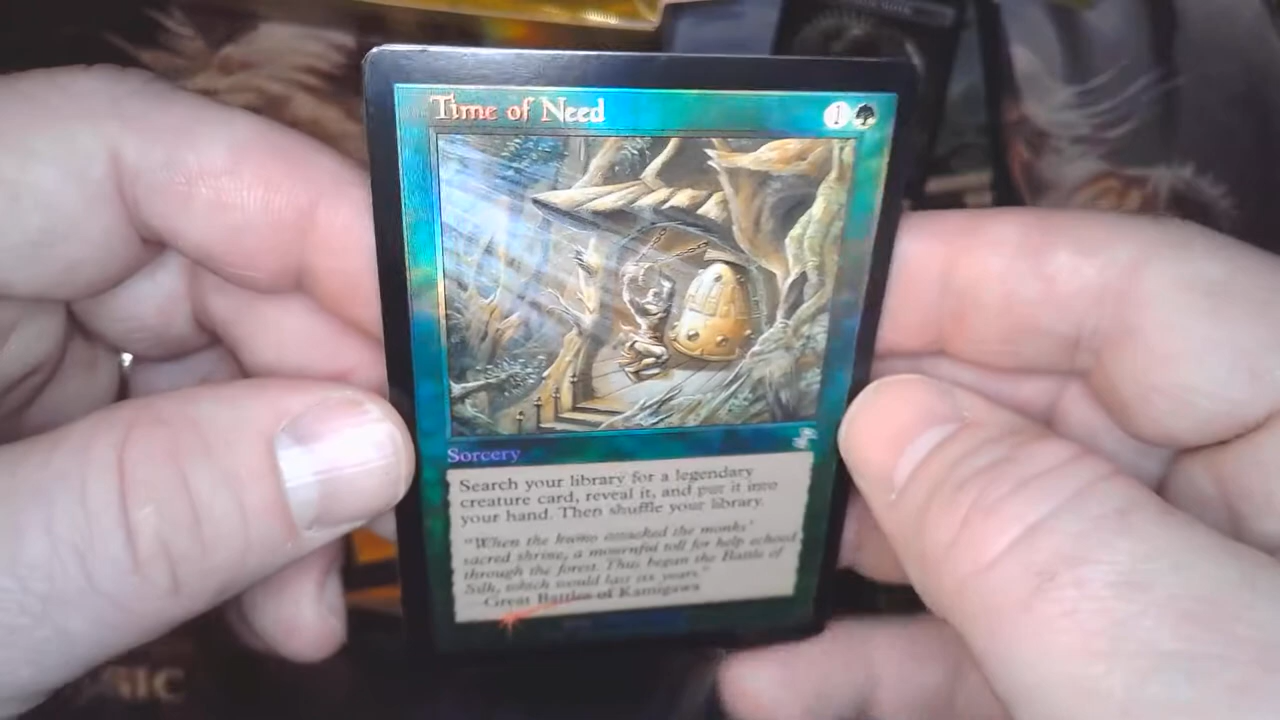 Time of Need
1
Sorcery
Search your library for a legendary
creature card, reveal it, and put it into
your hand. Then shuffle your library.
"When the kami attacked the monks'
sacred shrine, a mournful toll for help echoed
through the forest. Thus began the Battle of
Silk, which would last six years."
—Great Battles of Kamigawa